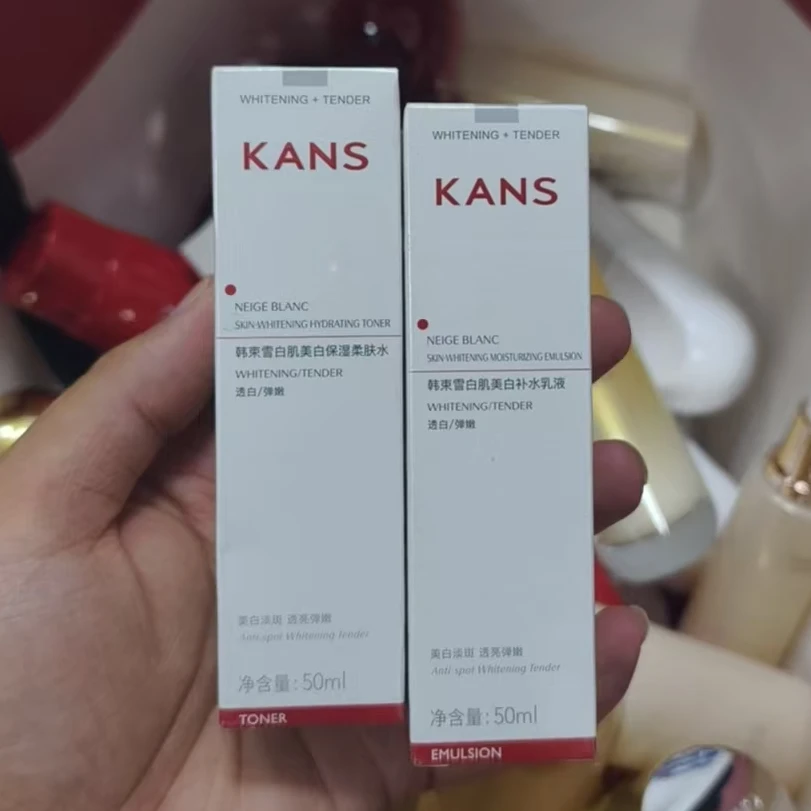 WHITENING + TENDER
KANS
NEIGE BLANC
SKIN-WHITENING HYDRATING TONER
韩束雪白肌美白保湿柔肤水
WHITENING/TENDER
透白/弹嫩
美白淡斑 透亮弹嫩
Anti-spot Whitening Tender
净含量:50ml
TONER
WHITENING + TENDER
KANS
NEIGE BLANC
SKIN-WHITENING MOISTURIZING EMULSION
韩束雪白肌美白补水乳液
WHITENING/TENDER
透白/弹嫩
美白淡斑 透亮弹嫩
Anti-spot Whitening Tender
净含量:50ml
EMULSION